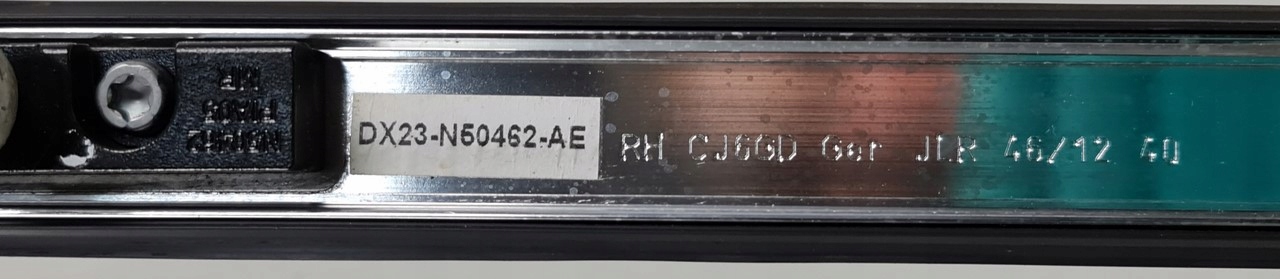 DX23-N50462-AE
RH CJ6GD Ger JLR 46/12 40